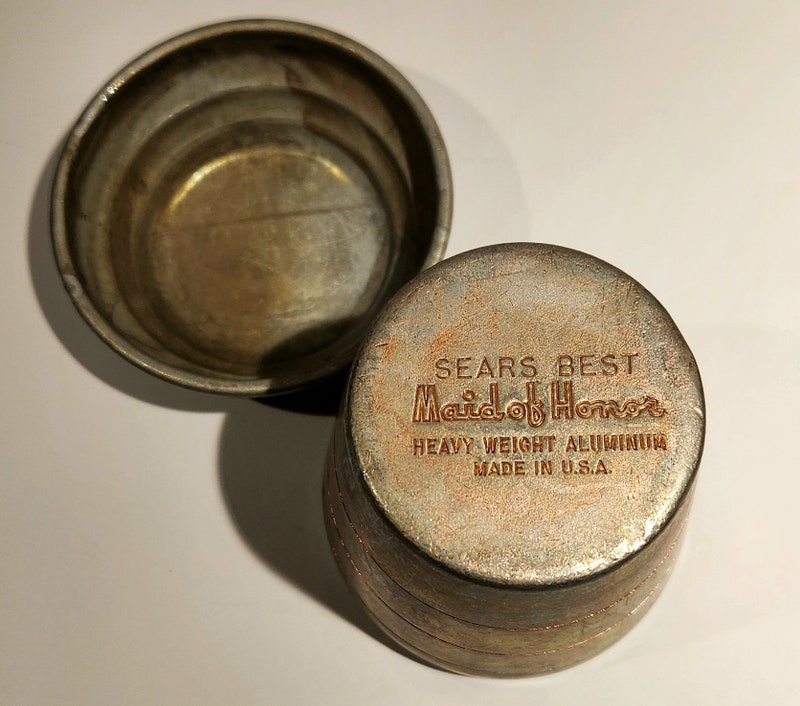 SEARS BEST
Maid of Honor
HEAVY WEIGHT ALUMINUM
MADE IN U.S.A.